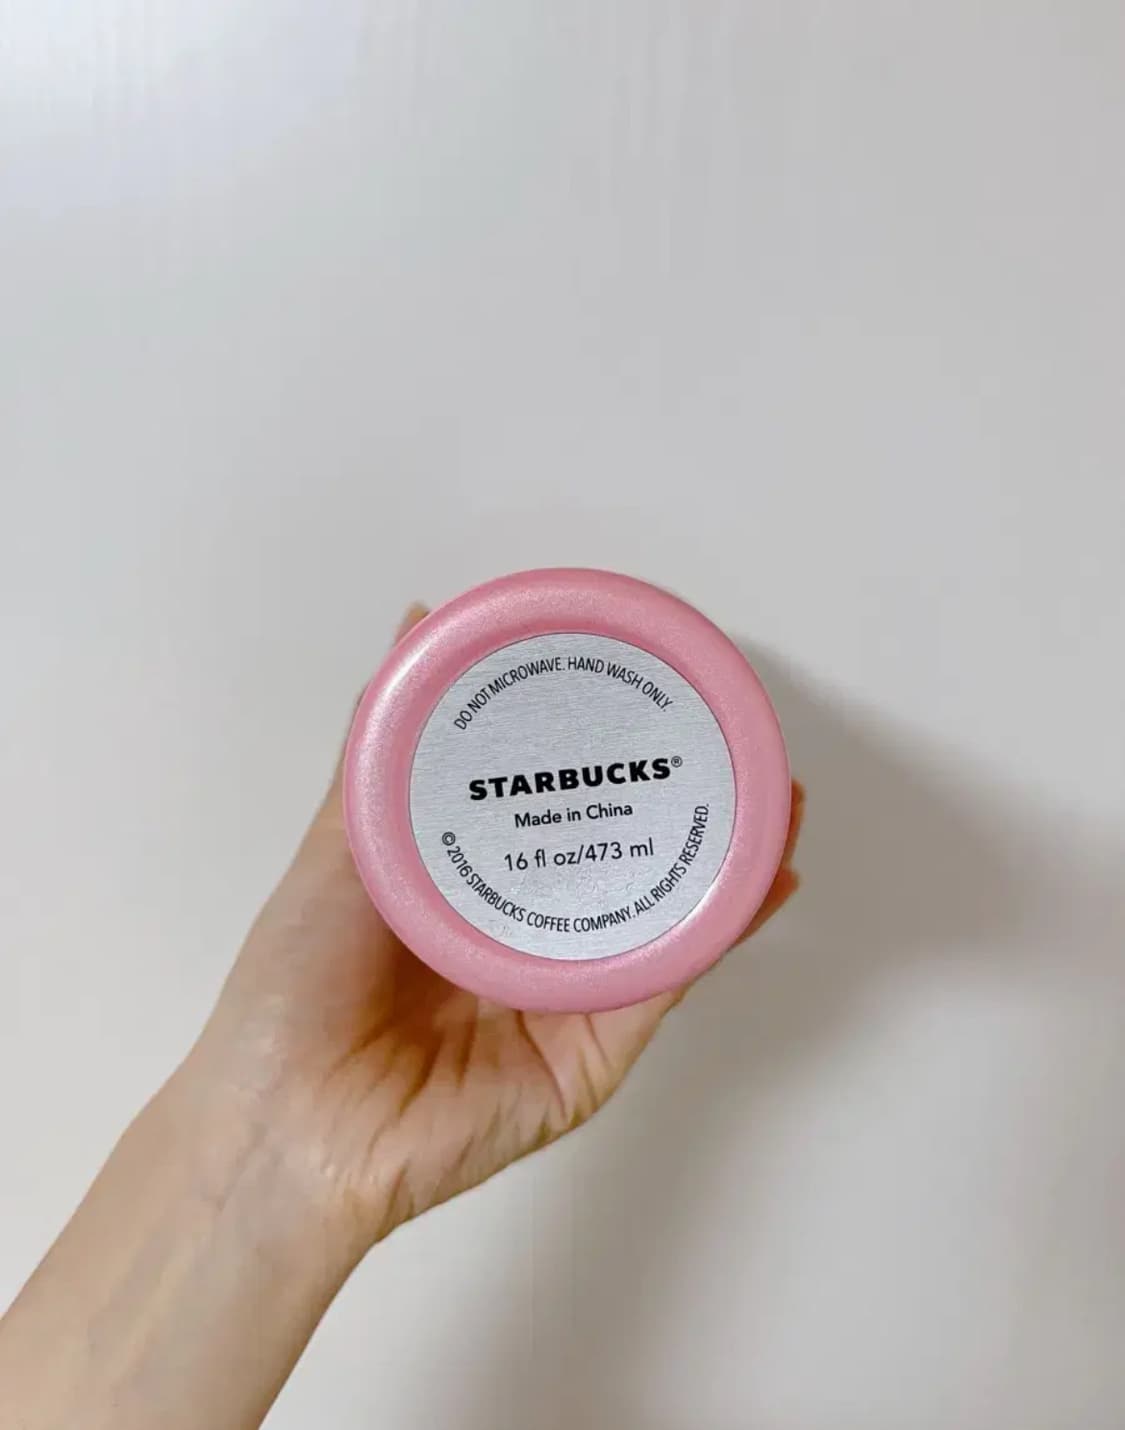 DO NOT MICROWAVE. HAND WASH ONLY.
STARBUCKS®
Made in China
16 fl oz/473 ml
© 2016 STARBUCKS COFFEE COMPANY. ALL RIGHTS RESERVED.